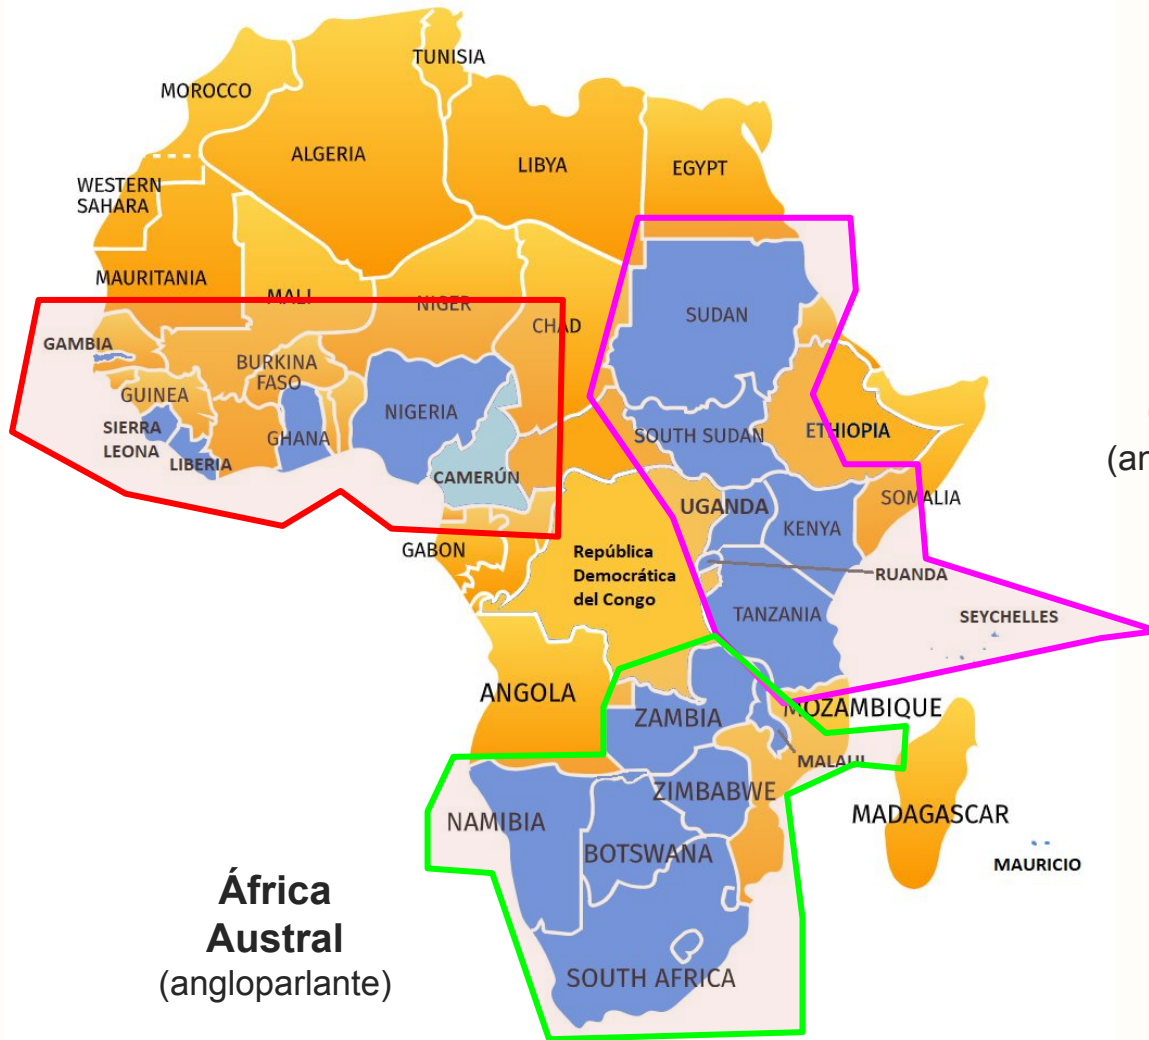 TUNISIA
MOROCCO
ALGERIA
LIBYA
EGYPT
WESTERN
SAHARA
MAURITANIA
MALI
NIGER
CHAD
SUDAN
GAMBIA
BURKINA
FASO
GUINEA
SIERRA
LEONA
LIBERIA
GHANA
NIGERIA
CAMERÚN
SOUTH SUDAN
ETHIOPIA
(an
SOMALIA
UGANDA
KENYA
GABON
República
Democrática
del Congo
RUANDA
TANZANIA
SEYCHELLES
ANGOLA
ZAMBIA
MOZAMBIQUE
MALAUI
ZIMBABWE
NAMIBIA
MADAGASCAR
BOTSWANA
MAURICIO
África
Austral
(angloparlante)
SOUTH AFRICA